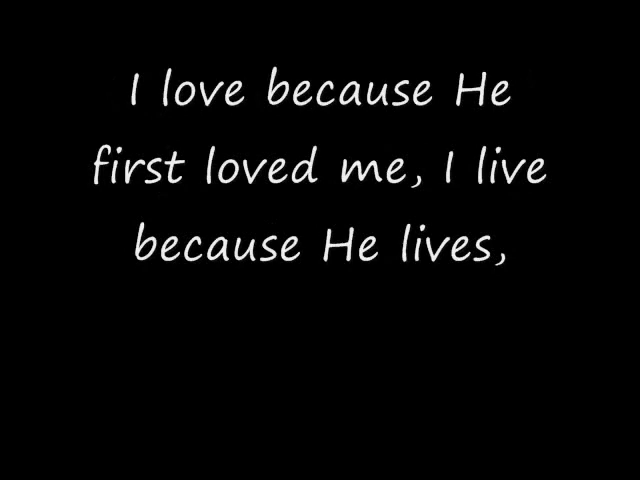 I love because He
first loved me, I live
because He lives,